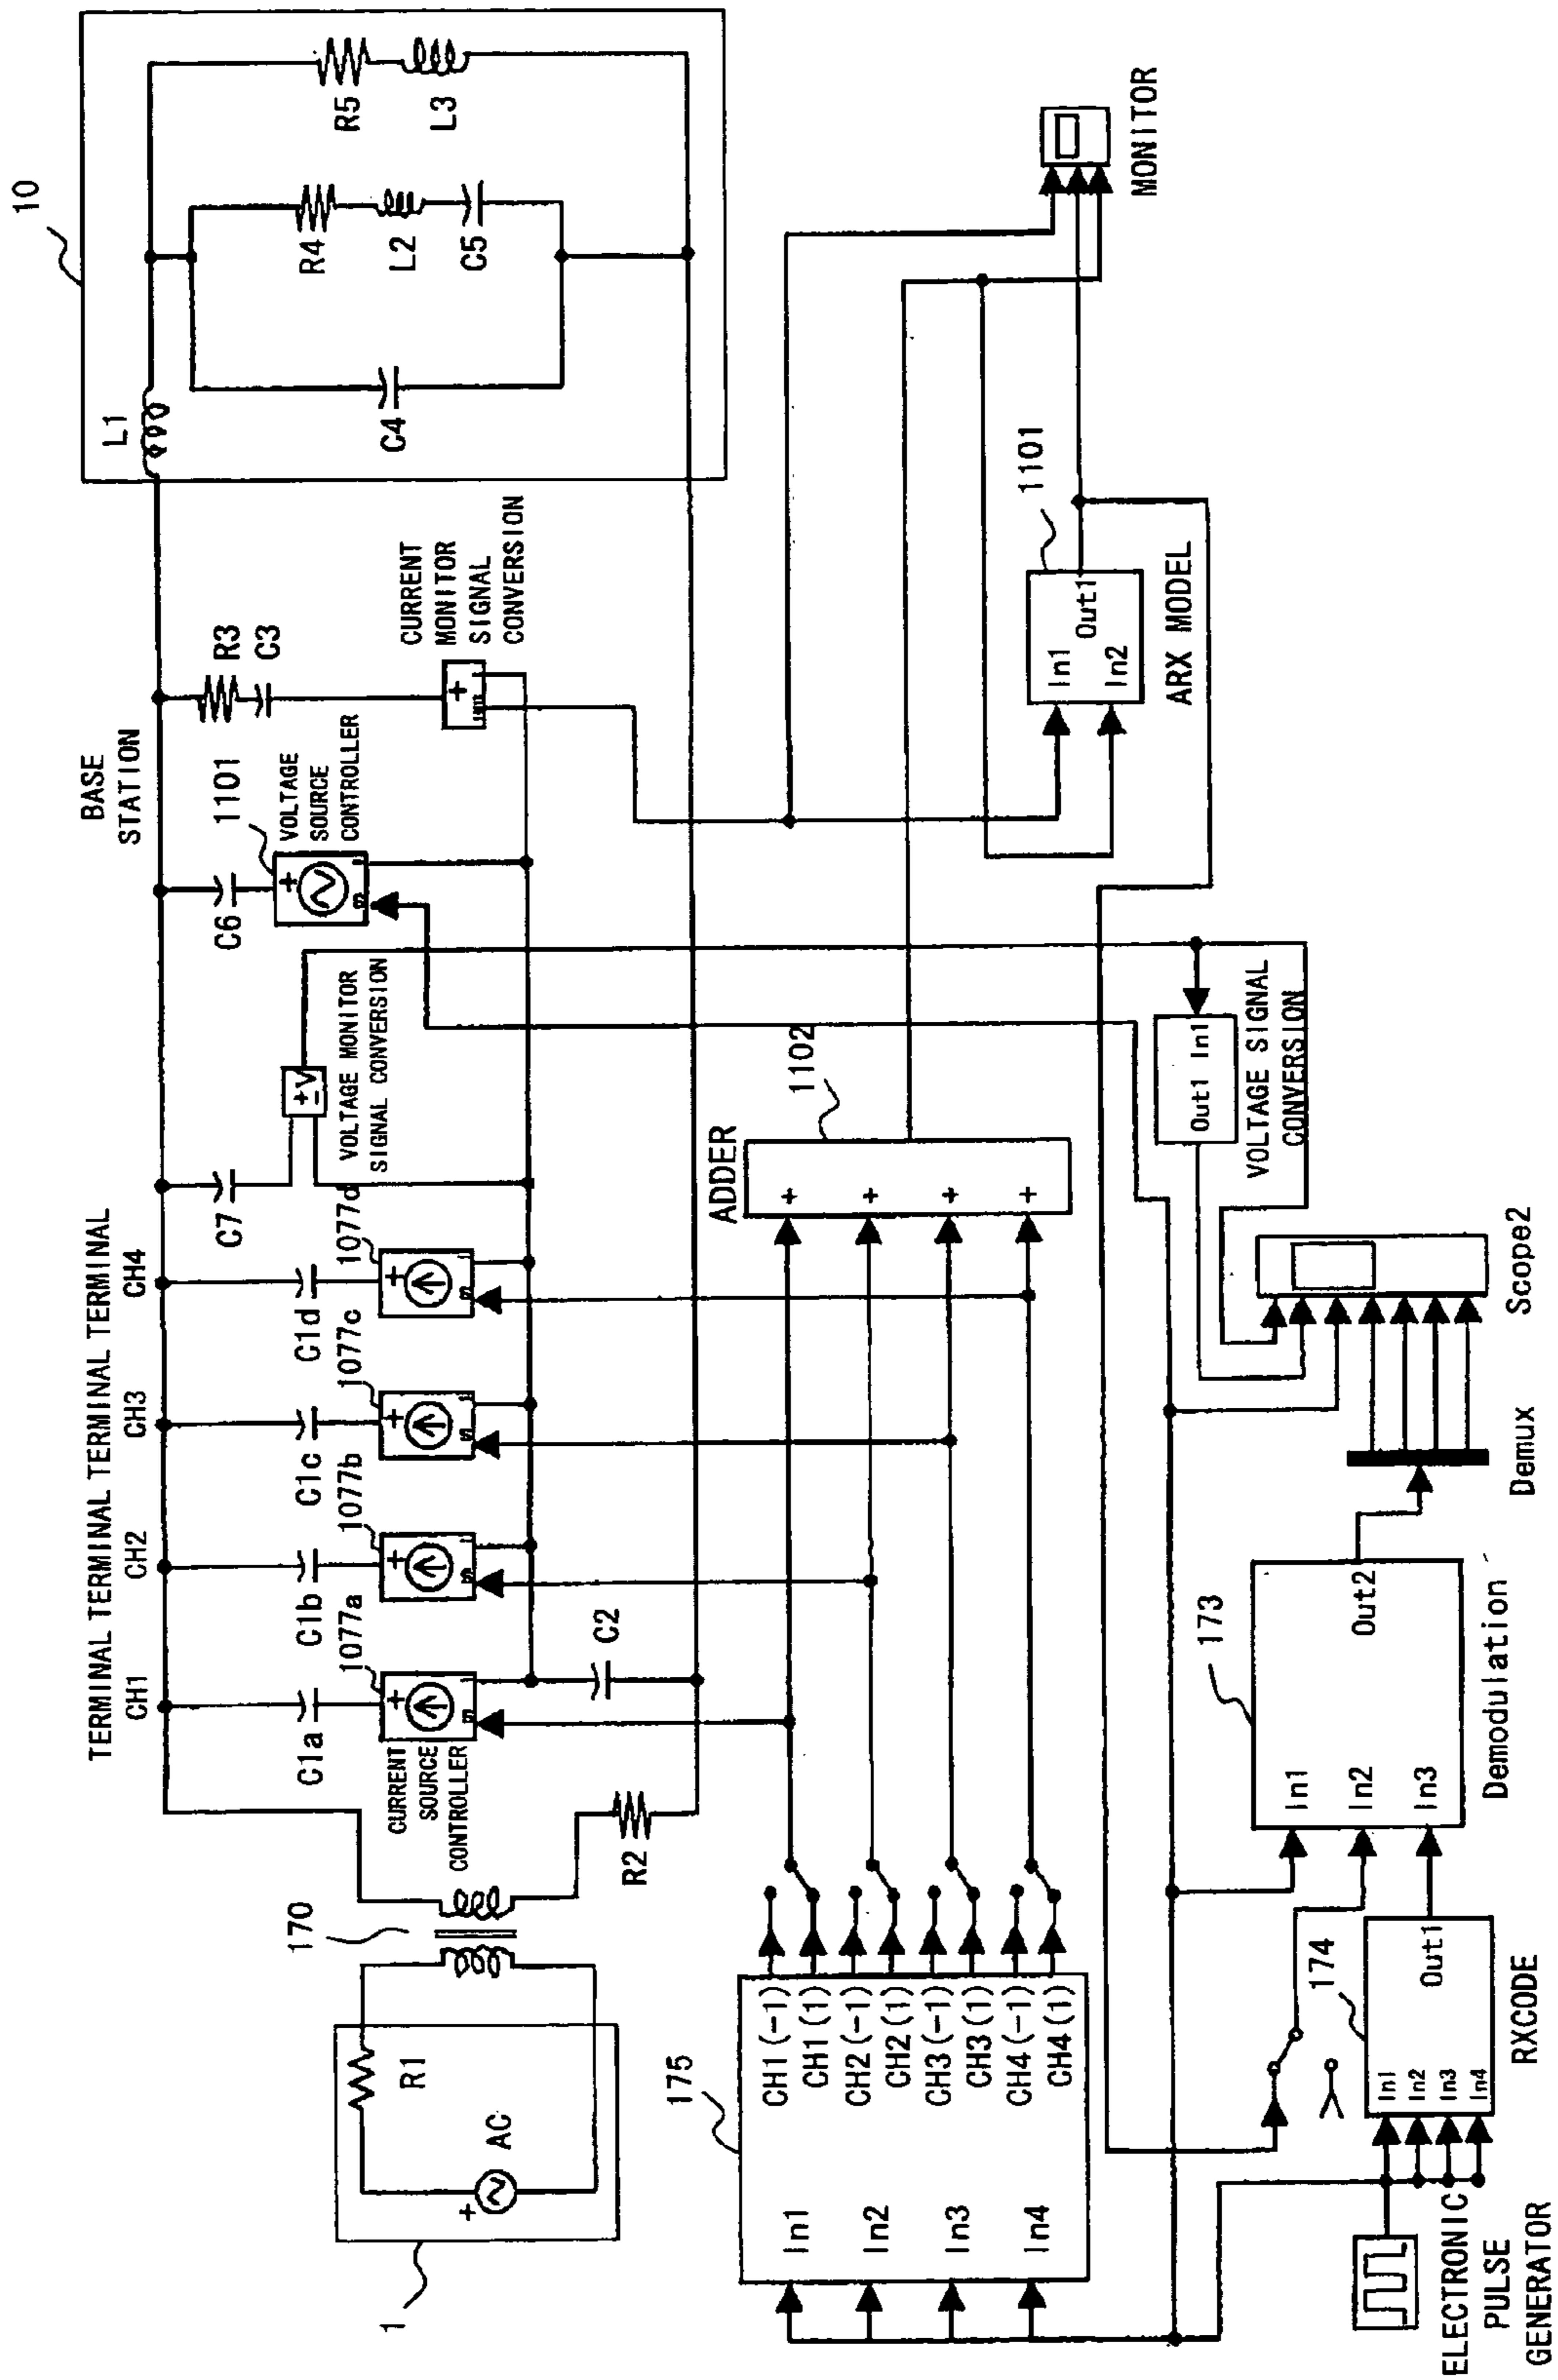 1
R1
AC
170
R2
TERMINAL TERMINAL TERMINAL TERMINAL
CH1
CH2
CH3
CH4
C1a
C1b
C1c
C1d
1077a
1077b
1077c
1077d
+
+
+
+
CURRENT
SOURCE
CONTROLLER
C2
C7
±V
VOLTAGE MONITOR
SIGNAL CONVERSION
BASE
STATION
C6
1101
+
VOLTAGE
SOURCE
CONTROLLER
R3
C3
+
CURRENT
MONITOR
SIGNAL
CONVERSION
10
L1
C4
R4
L2
C5
R5
L3
175
In1
In2
In3
In4
CH1(-1)
CH1(1)
CH2(-1)
CH2(1)
CH3(-1)
CH3(1)
CH4(-1)
CH4(1)
ADDER
1102
+
+
+
+
1101
In1
In2
Out1
ARX MODEL
MONITOR
Out1 In1
VOLTAGE SIGNAL
CONVERSION
ELECTRONIC
PULSE
GENERATOR
+
174
In1
In2
In3
In4
Out1
RXCODE
173
In1
In2
In3
Out2
Demodulation
Demux
Scope2